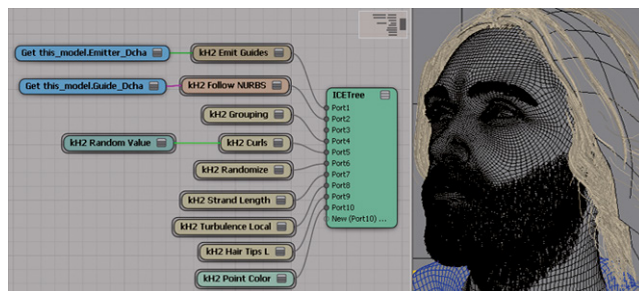 Get this_model.Emitter_Dcha
kH2 Emit Guides
Get this_model.Guide_Dcha
kH2 Follow NURBS
kH2 Grouping
kH2 Random Value
kH2 Curls
kH2 Randomize
kH2 Strand Length
kH2 Turbulence Local
kH2 Hair Tips L
kH2 Point Color
ICETree
Port1
Port2
Port3
Port4
Port5
Port6
Port7
Port8
Port9
Port10
New (Port10) ...